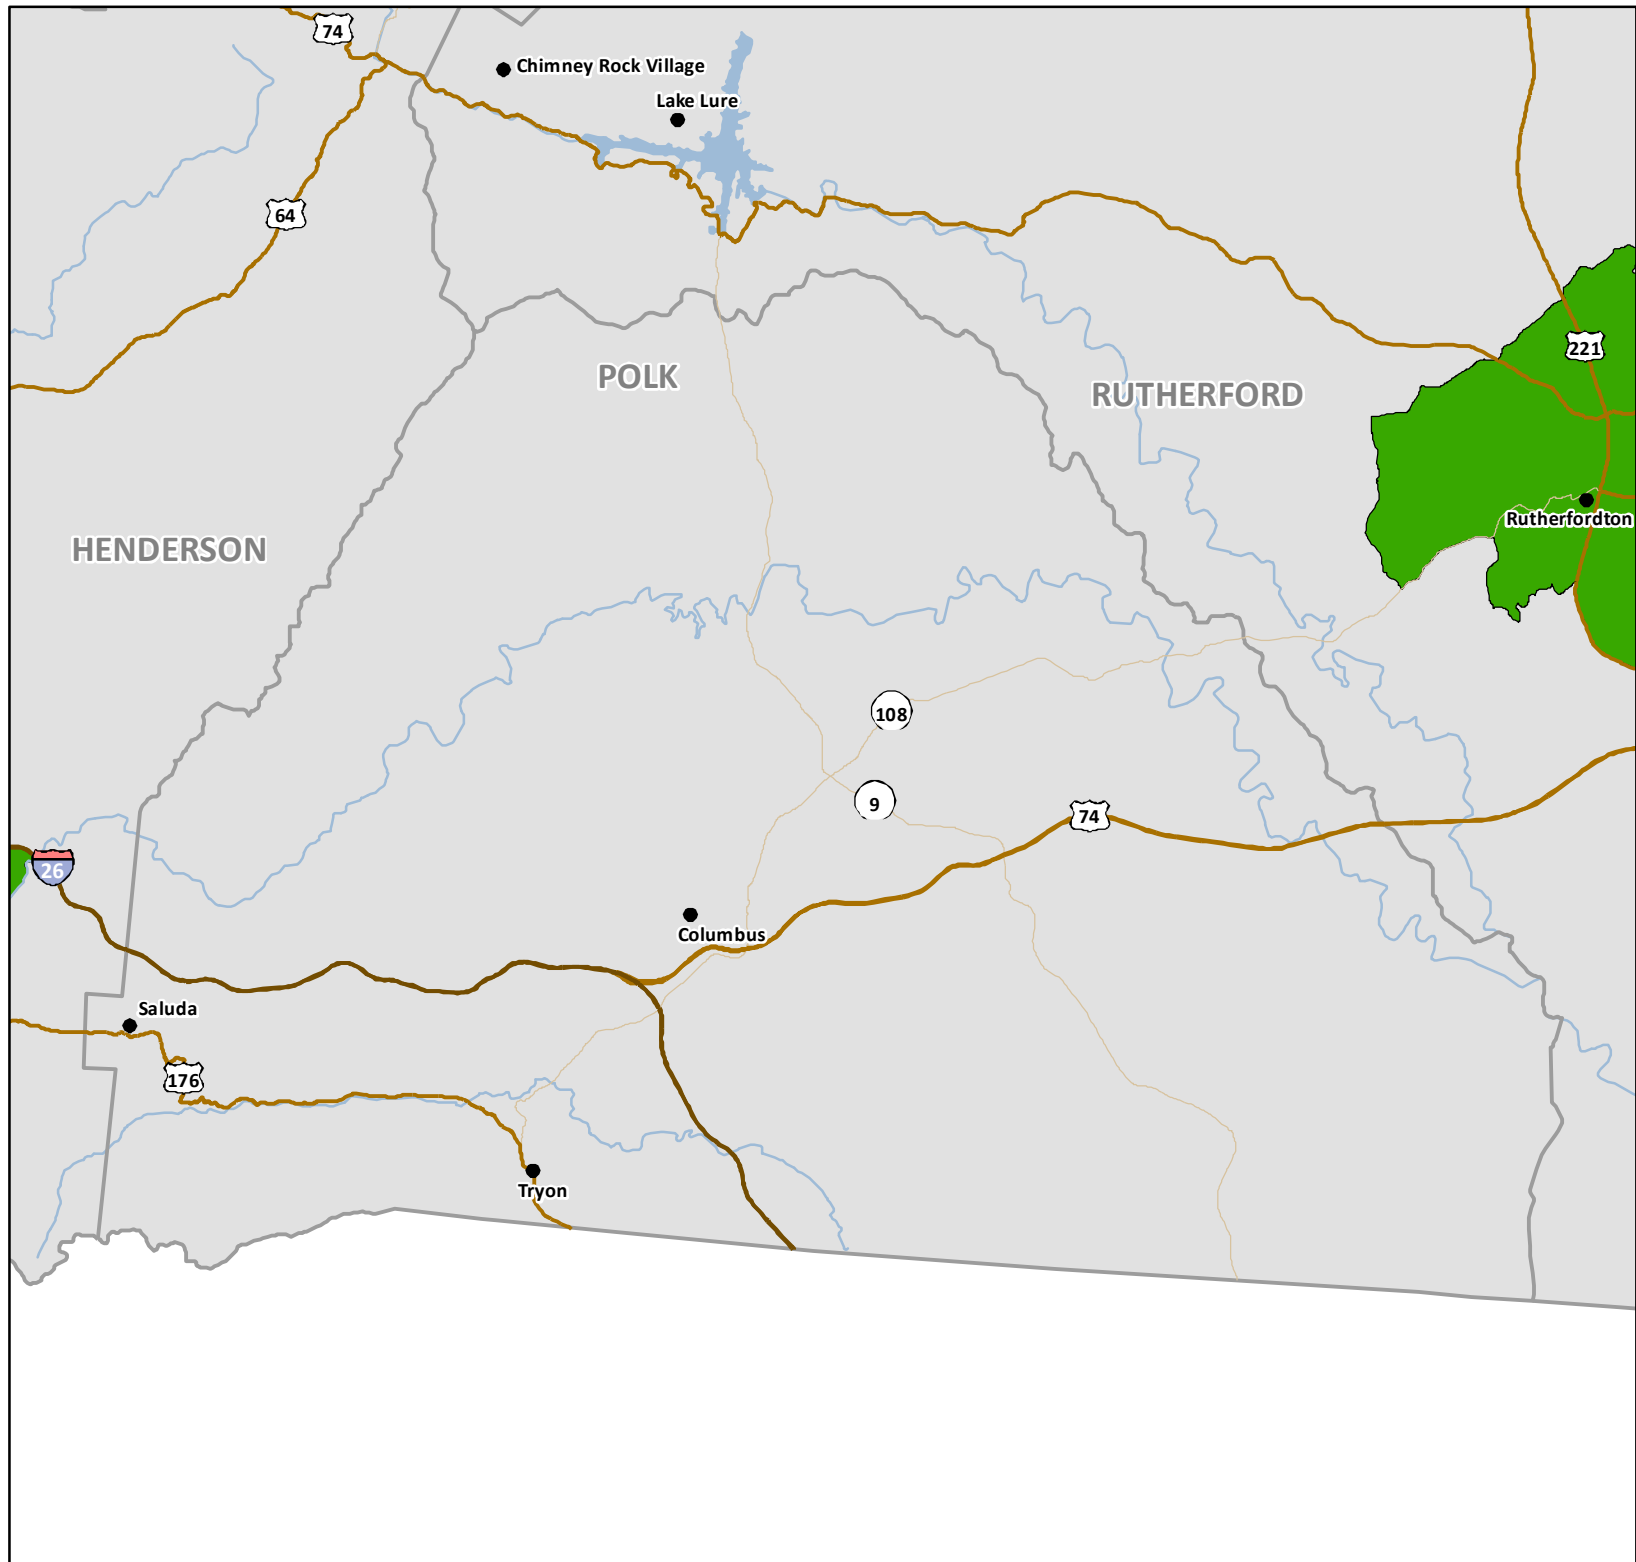 74
Chimney Rock Village
Lake Lure
64
221
POLK
RUTHERFORD
Rutherfordton
HENDERSON
108
9
74
26
Columbus
Saluda
176
Tryon